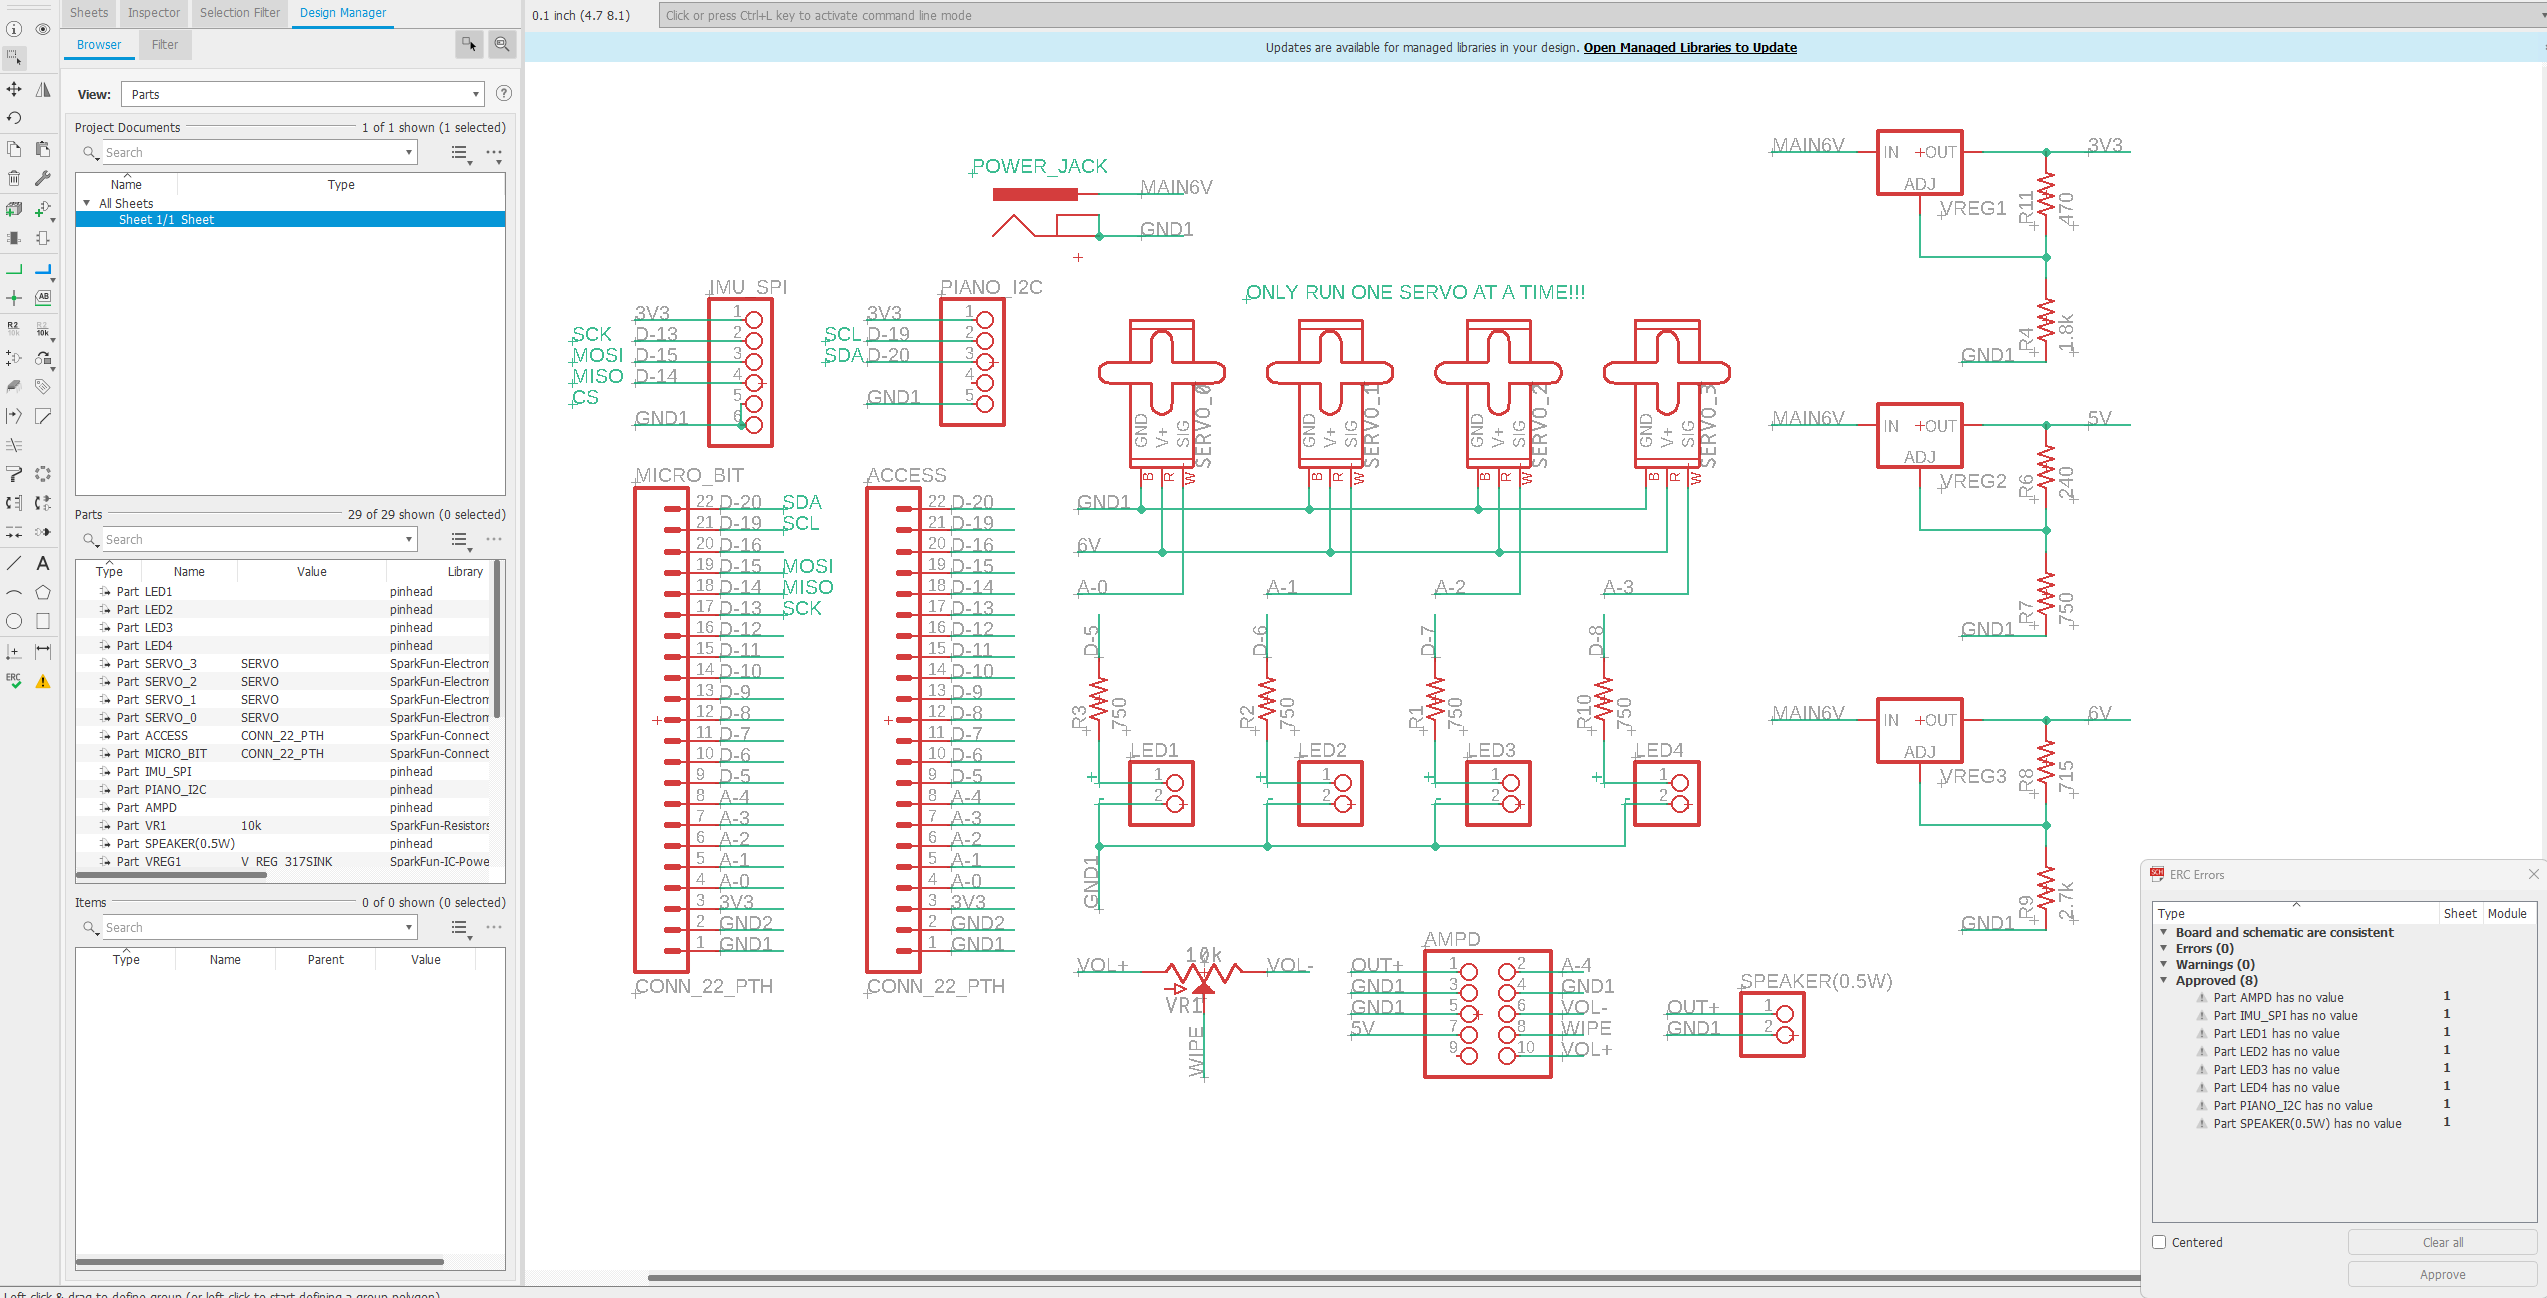 Sheets Inspector Selection Filter Design Manager
0.1 inch (4.7 8.1) Click or press Ctrl+L key to activate command line mode
Browser Filter
Updates are available for managed libraries in your design. Open Managed Libraries to Update
View: Parts
Project Documents 1 of 1 shown (1 selected)
Search
Name Type
All Sheets
Sheet 1/1 Sheet
Parts 29 of 29 shown (0 selected)
Search
Type Name Value Library
Part LED1 pinhead
Part LED2 pinhead
Part LED3 pinhead
Part LED4 pinhead
Part SERVO_3 SERVO SparkFun-Electrom
Part SERVO_2 SERVO SparkFun-Electrom
Part SERVO_1 SERVO SparkFun-Electrom
Part SERVO_0 SERVO SparkFun-Electrom
Part ACCESS CONN_22_PTH SparkFun-Connect
Part MICRO_BIT CONN_22_PTH SparkFun-Connect
Part IMU_SPI pinhead
Part PIANO_I2C pinhead
Part AMPD pinhead
Part VR1 10k SparkFun-Resistors
Part SPEAKER(0.5W) pinhead
Part VREG1 V_REG_317SINK SparkFun-IC-Powe
Items 0 of 0 shown (0 selected)
Search
Type Name Parent Value
R2 10k
R2 10k
ERC
POWER_JACK
MAIN6V
GND1
IMU_SPI
3V3 1
SCK D-13 2
MOSI D-15 3
MISO D-14 4
CS 5
GND1 6
PIANO_I2C
3V3 1
SCL D-19 2
SDA D-20 3
4
GND1 5
ONLY RUN ONE SERVO AT A TIME!!!
GND V+ SIG SERVO_0
GND V+ SIG SERVO_1
GND V+ SIG SERVO_2
GND V+ SIG SERVO_3
B R W
B R W
B R W
B R W
GND1
6V
A-0 A-1 A-2 A-3
MICRO_BIT
22 D-20 SDA
21 D-19 SCL
20 D-16
19 D-15 MOSI
18 D-14 MISO
17 D-13 SCK
16 D-12
15 D-11
14 D-10
13 D-9
12 D-8
11 D-7
10 D-6
9 D-5
8 A-4
7 A-3
6 A-2
5 A-1
4 A-0
3 3V3
2 GND2
1 GND1
CONN_22_PTH
ACCESS
22 D-20
21 D-19
20 D-16
19 D-15
18 D-14
17 D-13
16 D-12
15 D-11
14 D-10
13 D-9
12 D-8
11 D-7
10 D-6
9 D-5
8 A-4
7 A-3
6 A-2
5 A-1
4 A-0
3 3V3
2 GND2
1 GND1
CONN_22_PTH
D-5 D-6 D-7 D-8
R3 750 R2 750 R1 750 R10 750
LED1 LED2 LED3 LED4
+ 1 + 1 + 1 + 1
- 2 - 2 - 2 - 2
GND1
VOL+ 10k VOL-
VR1
WIPE
AMPD
OUT+ 1 2 A-4
GND1 3 4 GND1
GND1 5 6 VOL-
5V 7 8 WIPE
9 10 VOL+
SPEAKER(0.5W)
OUT+ 1
GND1 2
MAIN6V IN +OUT 3V3
ADJ
VREG1
R11 470
R4 1.8k
GND1
MAIN6V IN +OUT 5V
ADJ
VREG2
R6 240
R7 750
GND1
MAIN6V IN +OUT 6V
ADJ
VREG3
R8 715
R9 2.7k
GND1
ERC Errors
Type Sheet Module
Board and schematic are consistent
Errors (0)
Warnings (0)
Approved (8)
Part AMPD has no value 1
Part IMU_SPI has no value 1
Part LED1 has no value 1
Part LED2 has no value 1
Part LED3 has no value 1
Part LED4 has no value 1
Part PIANO_I2C has no value 1
Part SPEAKER(0.5W) has no value 1
Centered Clear all
Approve
Left click & drag to define group (or left click to start defining a group polygon)